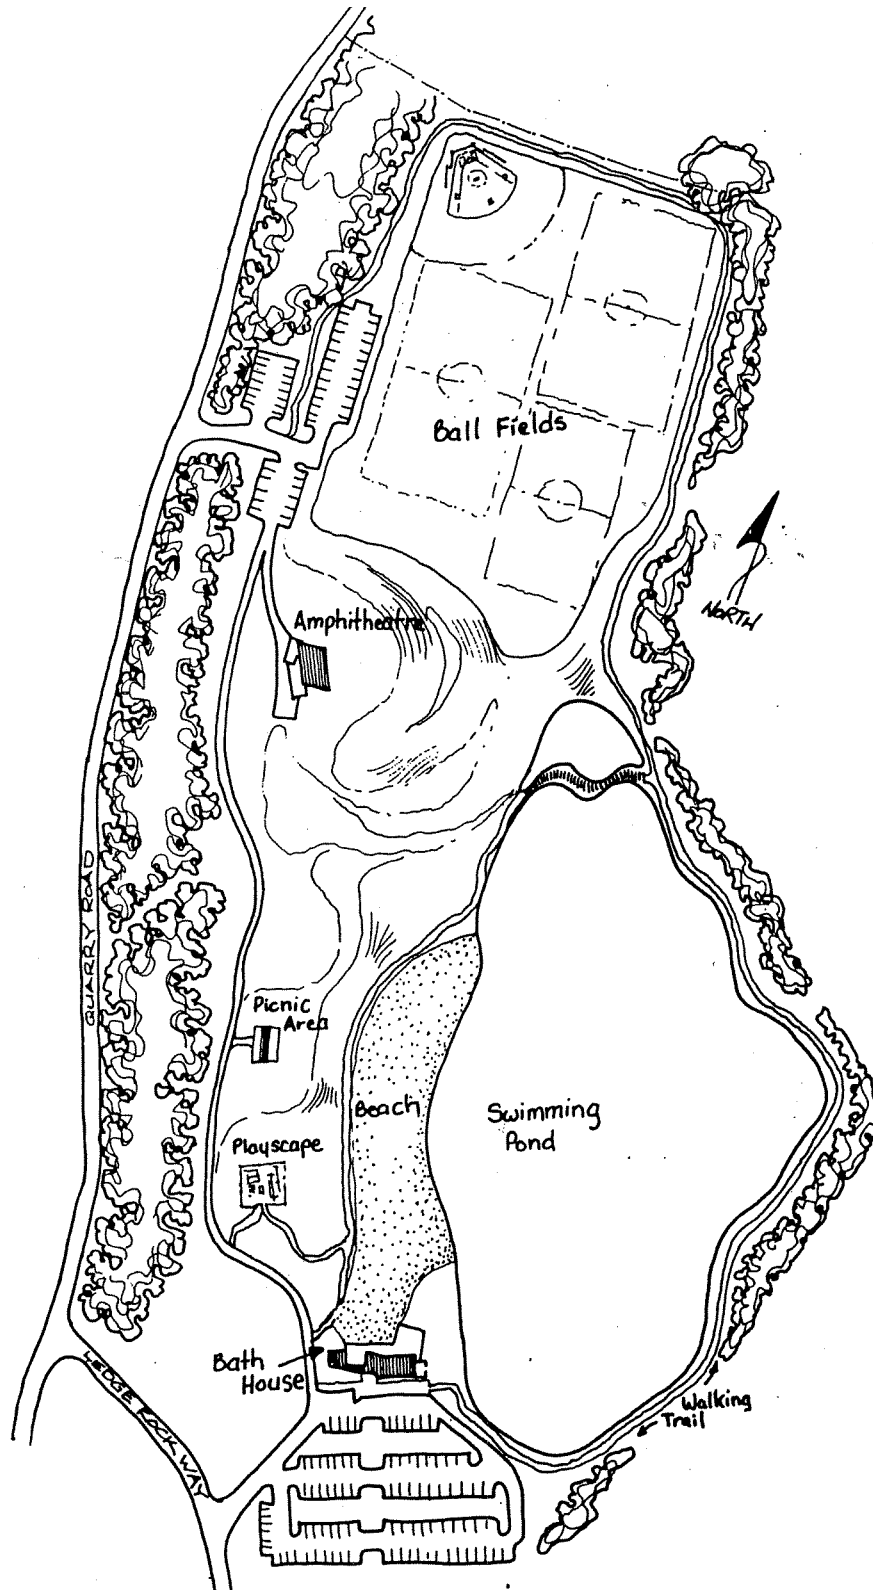 Ball Fields
NORTH
Amphitheatre
QUARRY ROAD
Picnic
Area
Beach
Swimming
Pond
Playscape
Bath
House
LEDGE ROCK WAY
Walking
Trail